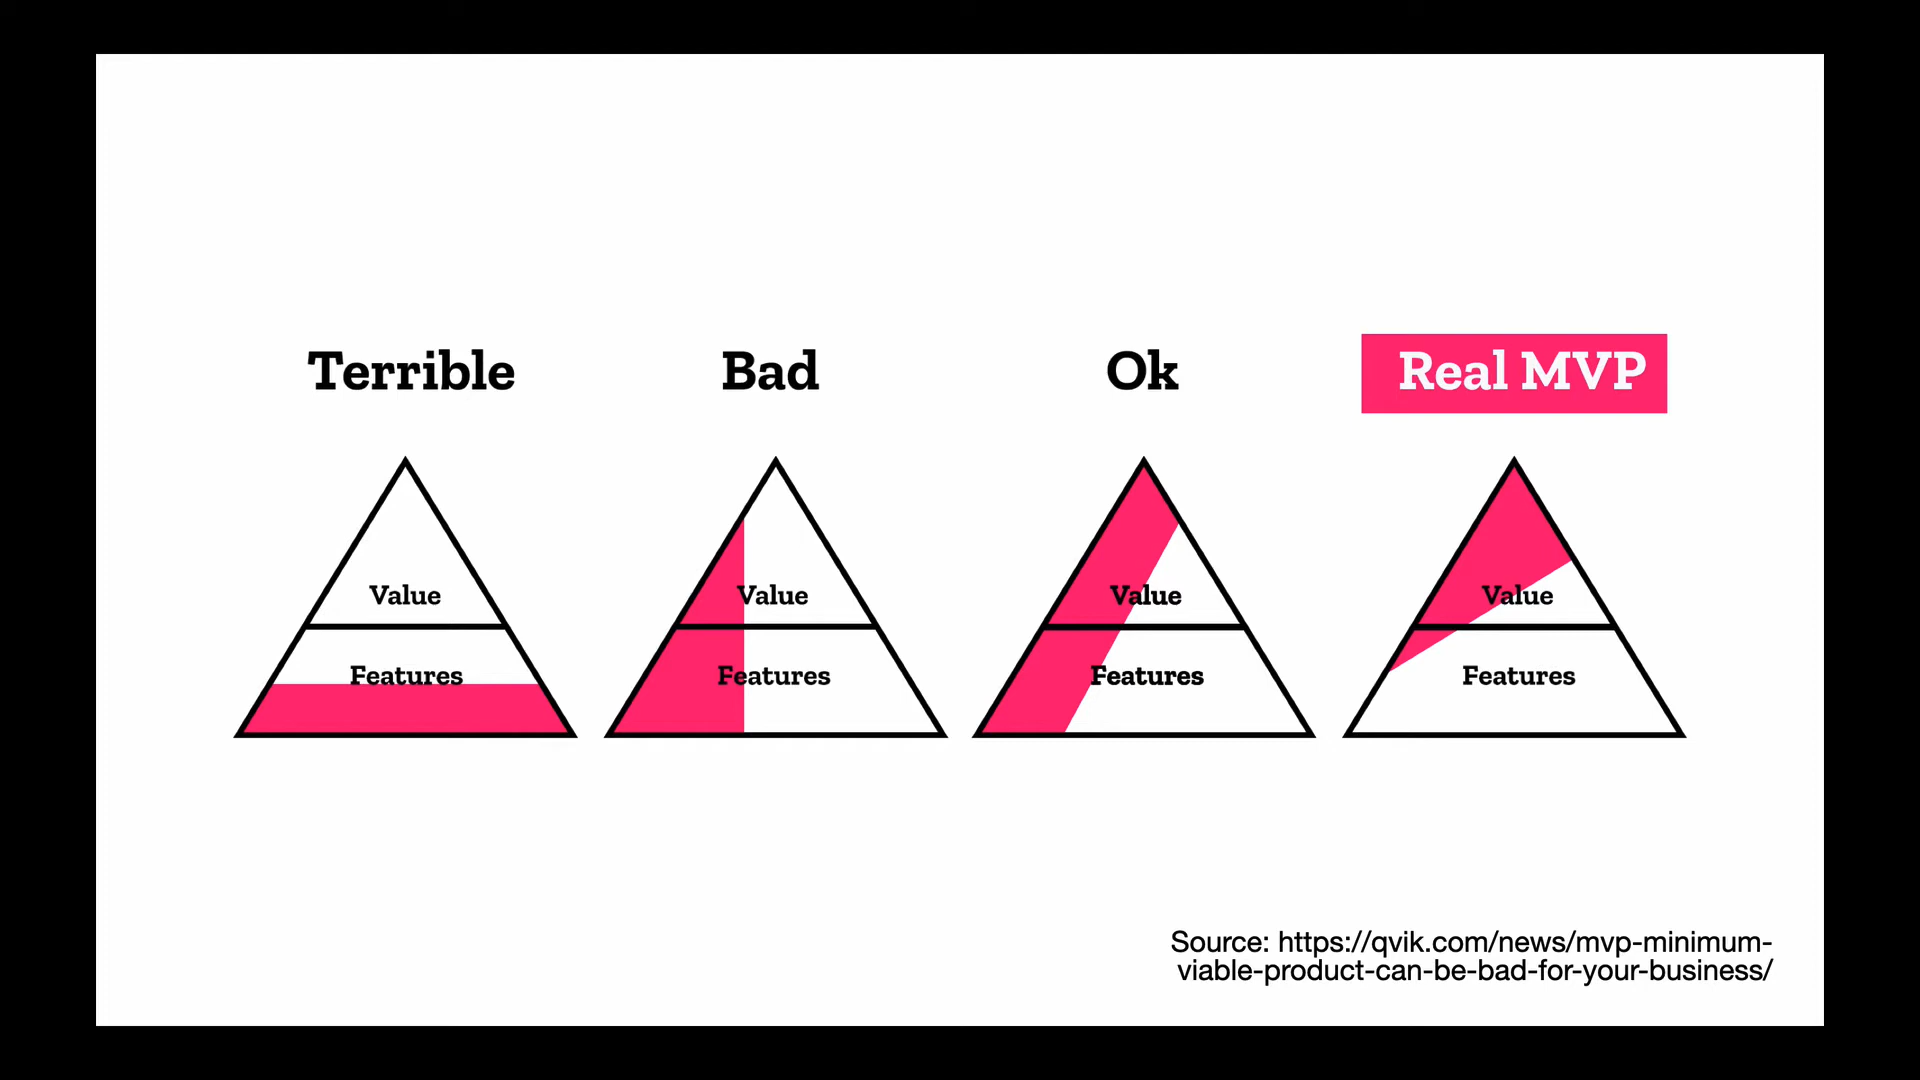 Terrible
Bad
Ok
Real MVP
Value
Value
Value
Value
Features
Features
Features
Features
Source: https://qvik.com/news/mvp-minimum-
viable-product-can-be-bad-for-your-business/